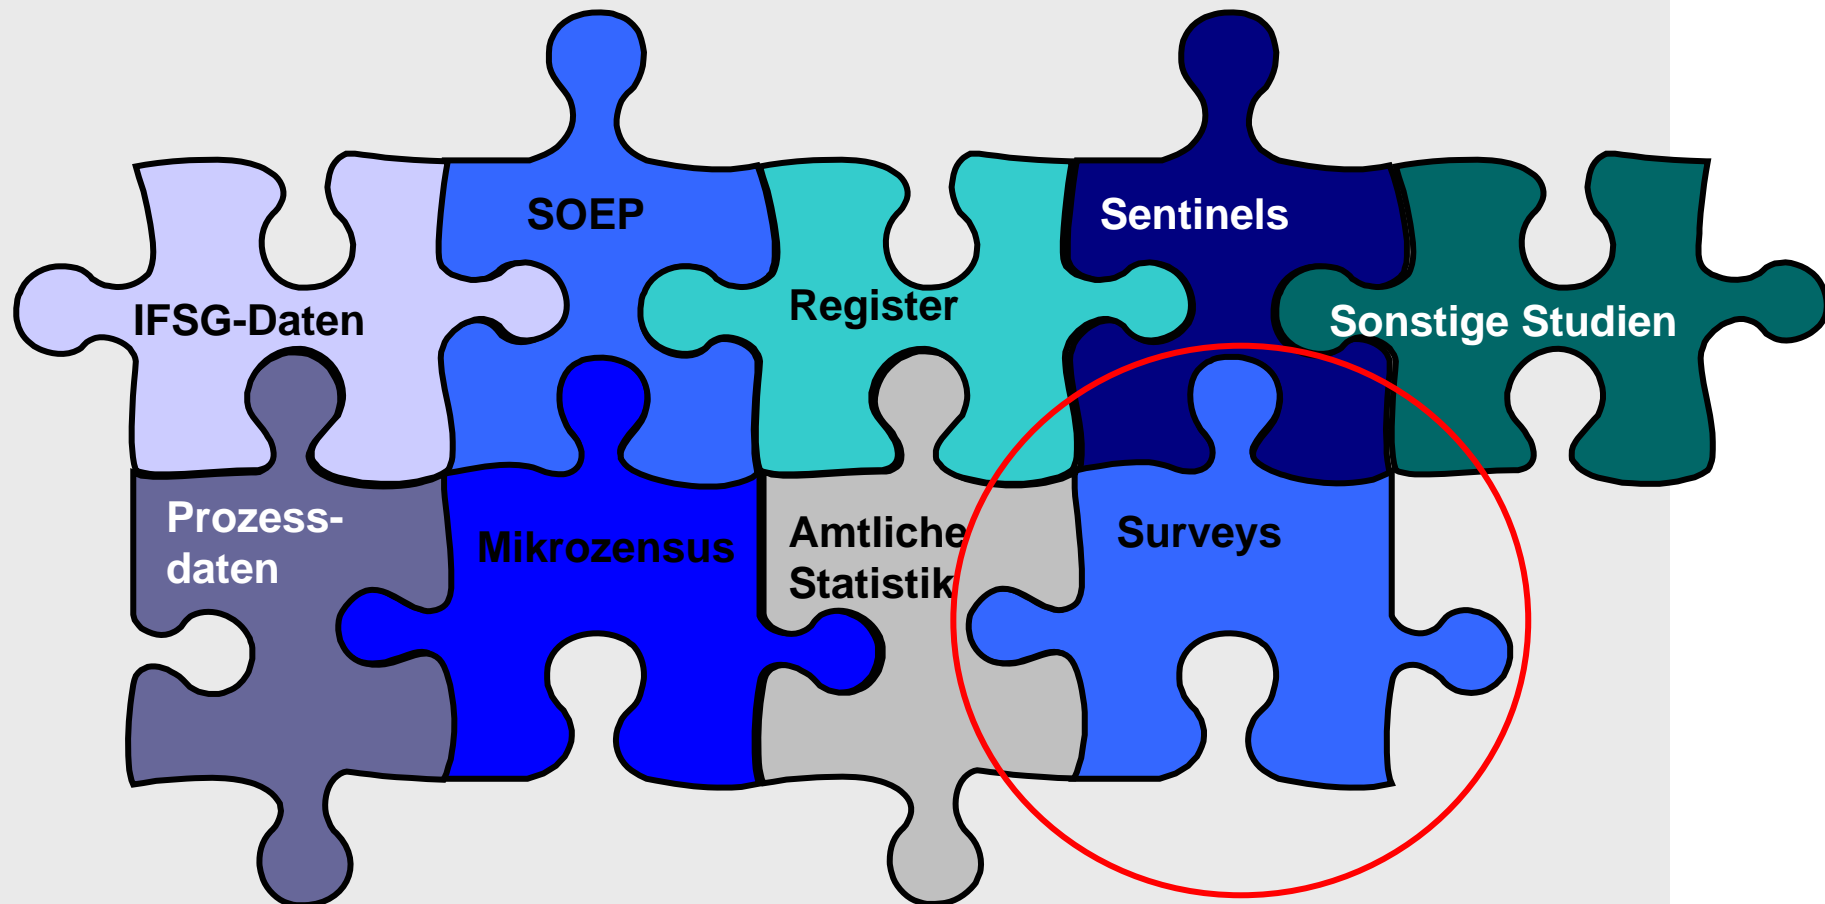 SOEP
Sentinels
IFSG-Daten
Register
Sonstige Studien
Prozess-
daten
Mikrozensus
Amtliche
Statistik
Surveys